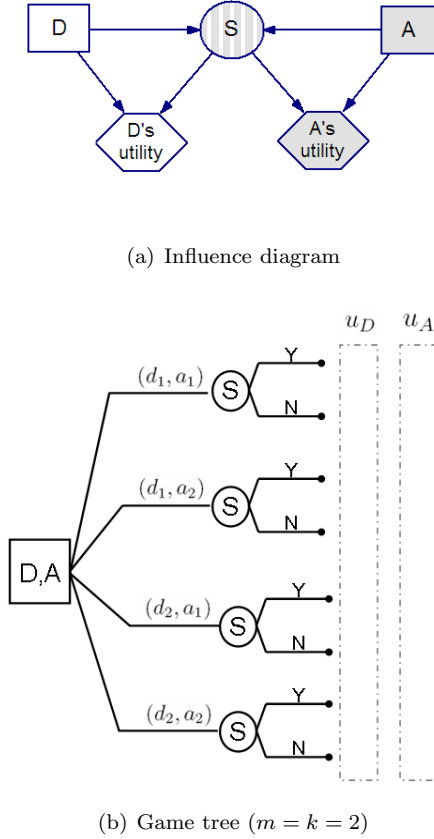 D
S
A
D's
utility
A's
utility
(a) Influence diagram
u_D u_A
Y
(d_1, a_1)
S
N
Y
(d_1, a_2)
S
N
D,A
Y
(d_2, a_1)
S
N
Y
(d_2, a_2)
S
N
(b) Game tree (m = k = 2)